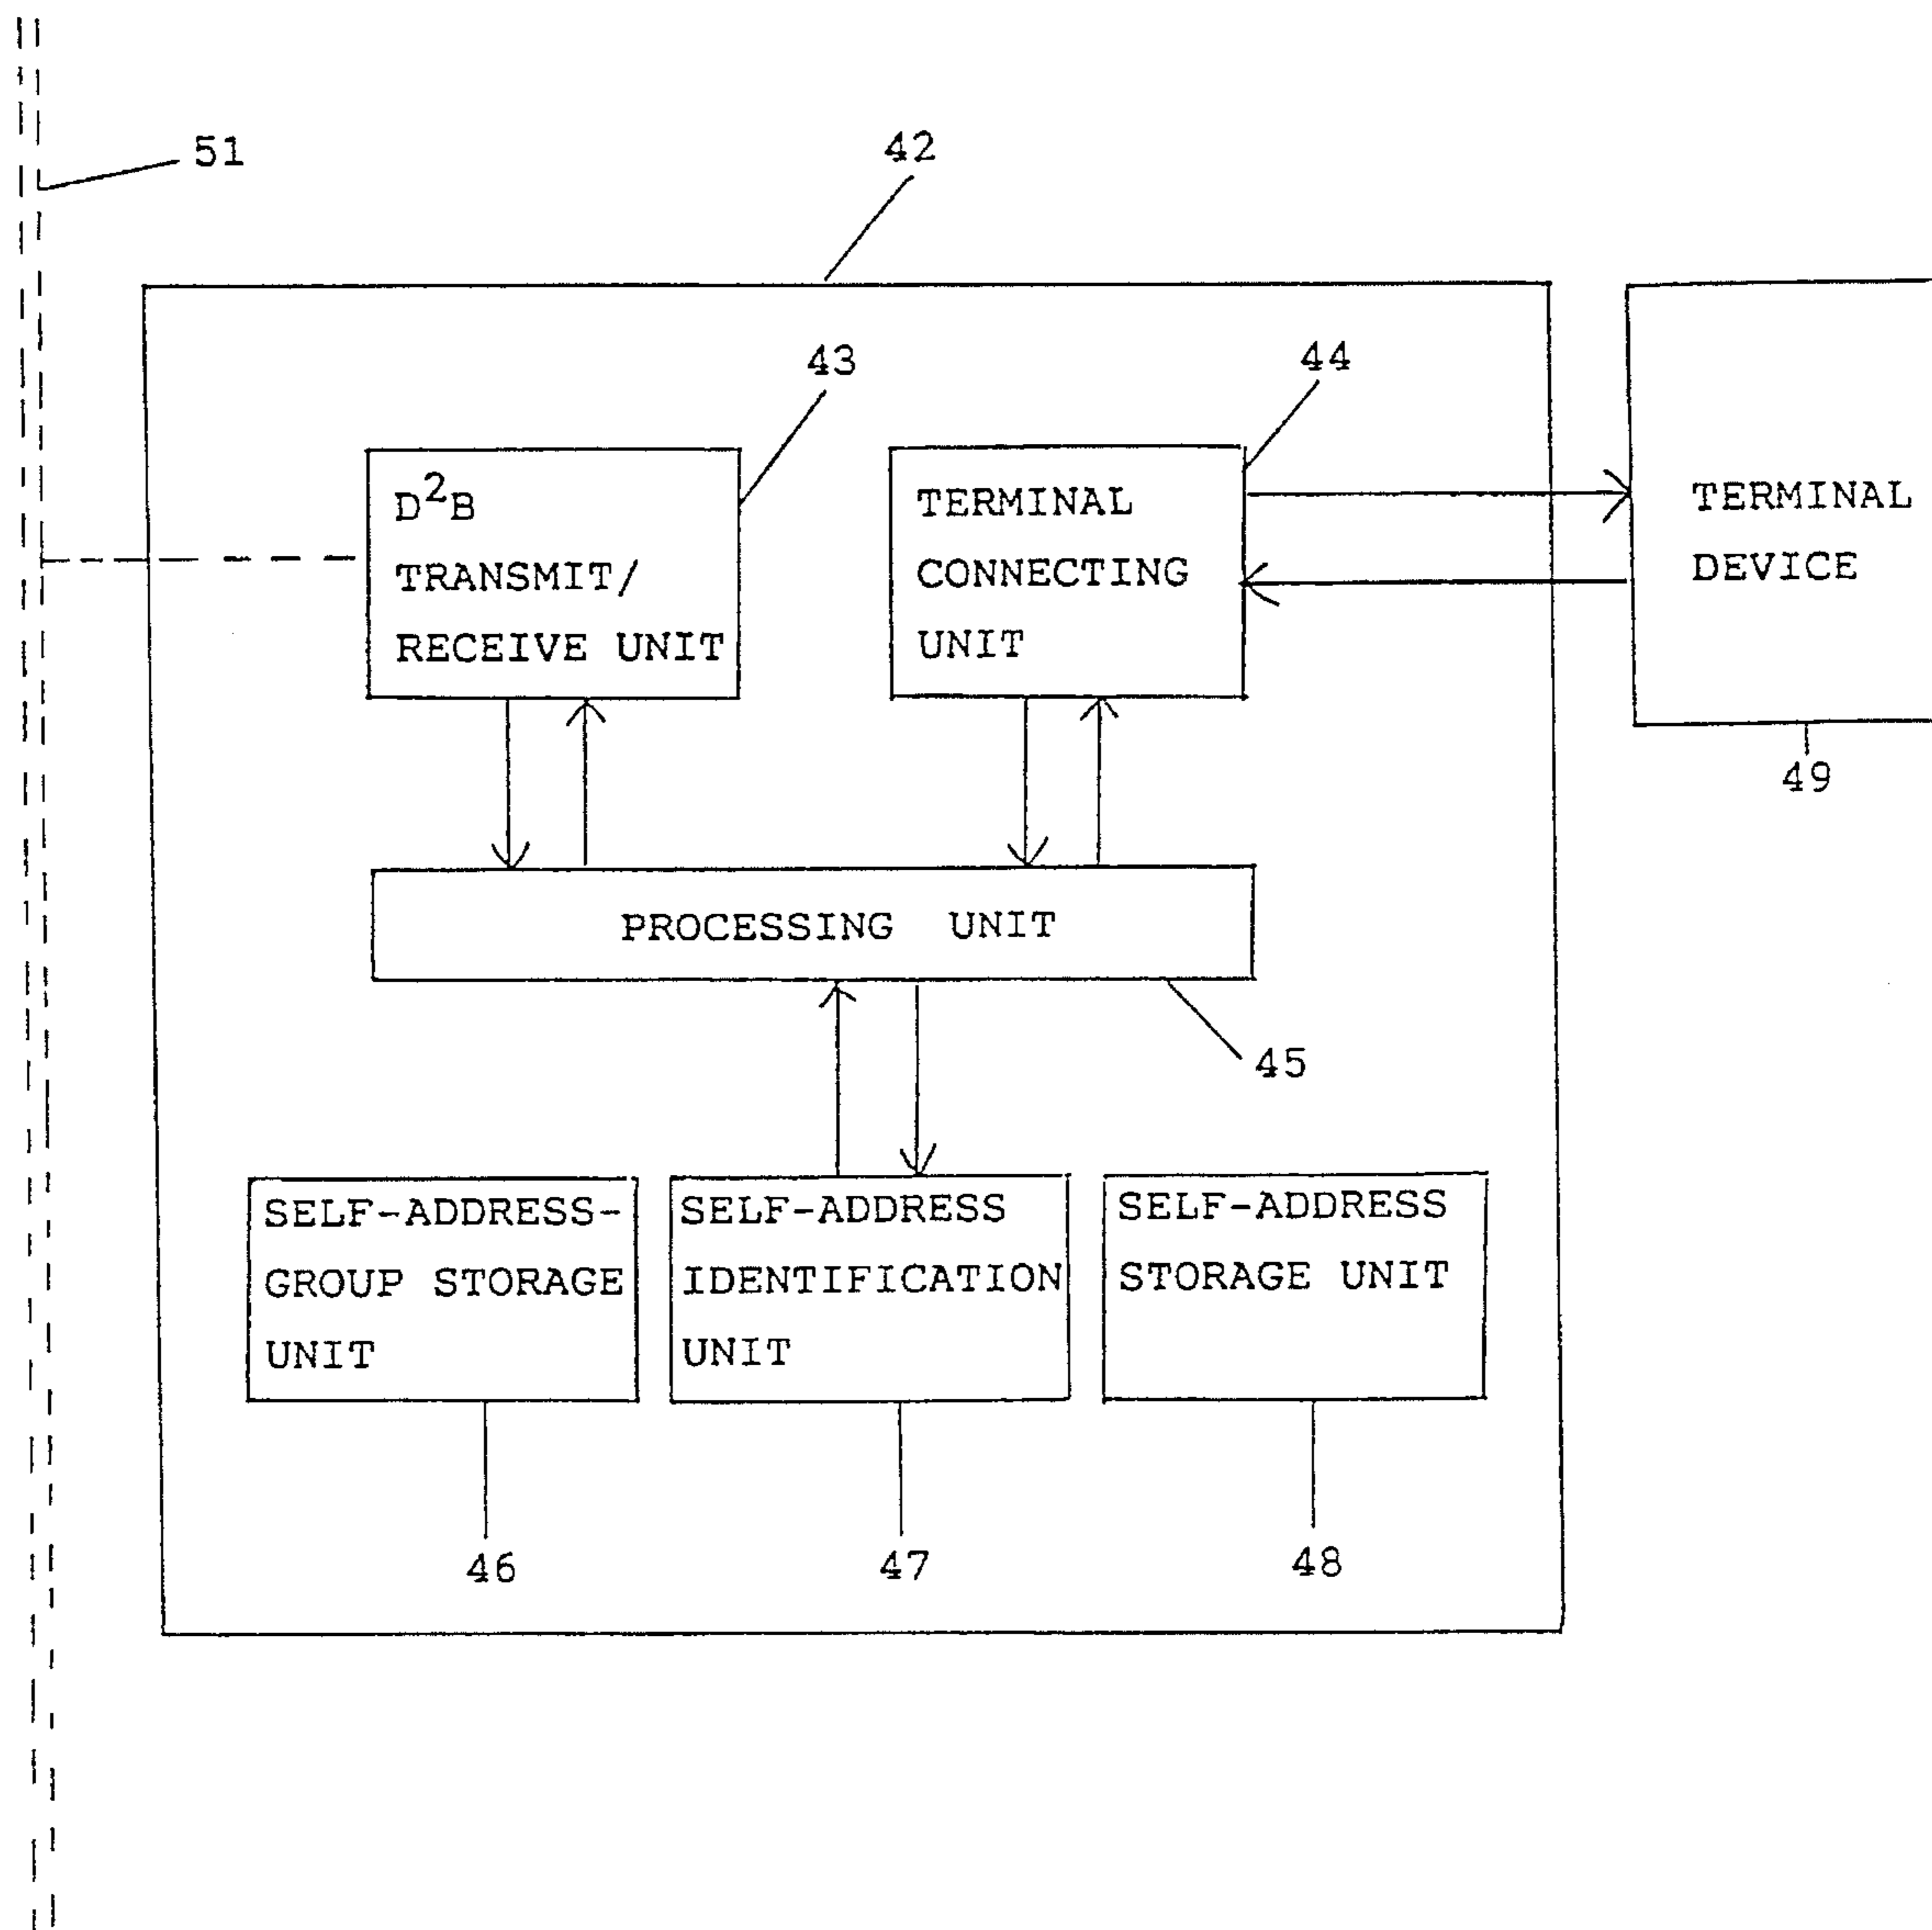 51
42
43
44
D²B
TRANSMIT/
RECEIVE UNIT
TERMINAL
CONNECTING
UNIT
TERMINAL
DEVICE
49
PROCESSING UNIT
45
SELF-ADDRESS-
GROUP STORAGE
UNIT
SELF-ADDRESS
IDENTIFICATION
UNIT
SELF-ADDRESS
STORAGE UNIT
46
47
48